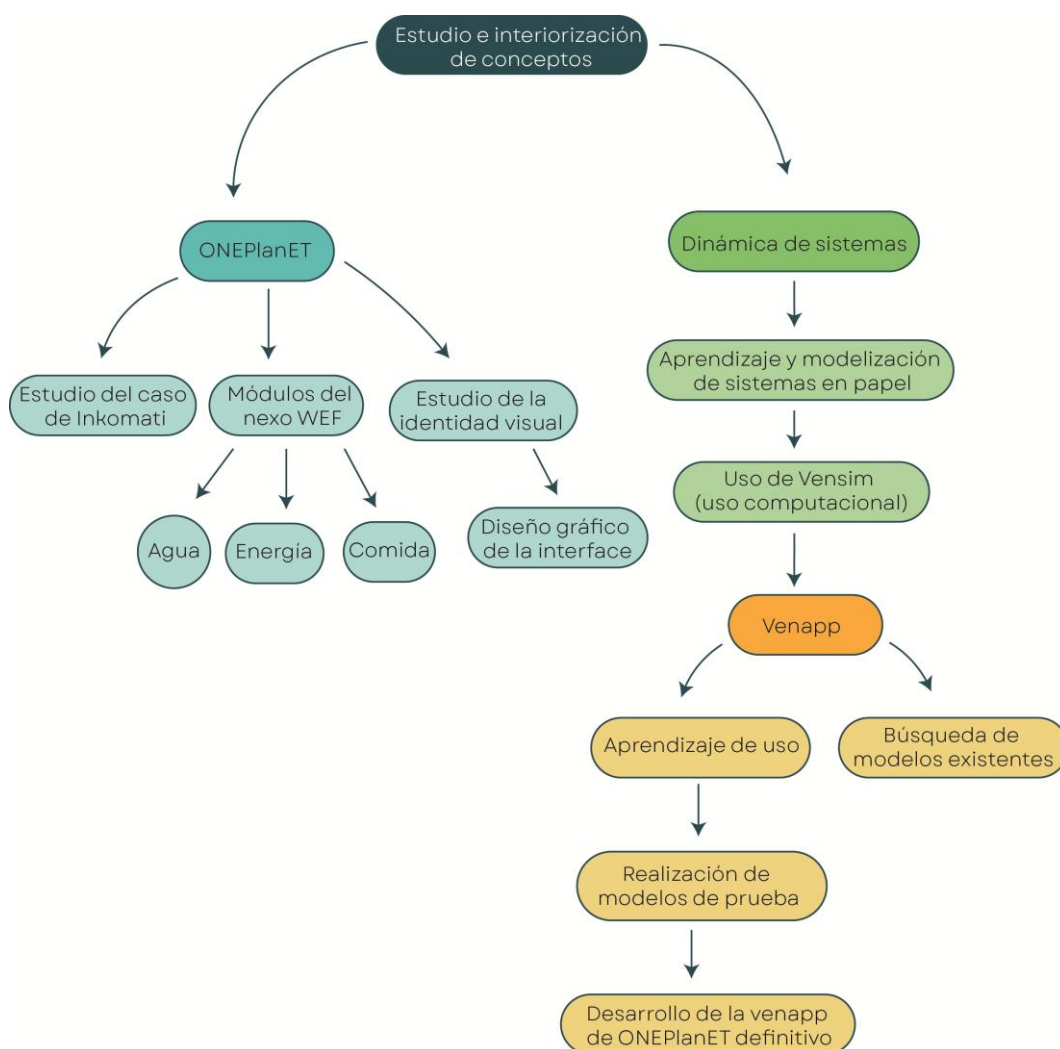 Estudio e interiorización
de conceptos
ONEPlanET
Dinámica de sistemas
Estudio del caso
de Inkomati
Módulos del
nexo WEF
Estudio de la
identidad visual
Aprendizaje y modelización
de sistemas en papel
Uso de Vensim
(uso computacional)
Agua
Energía
Comida
Diseño gráfico
de la interface
Venapp
Aprendizaje de uso
Búsqueda de
modelos existentes
Realización de
modelos de prueba
Desarrollo de la venapp
de ONEPlanET definitivo